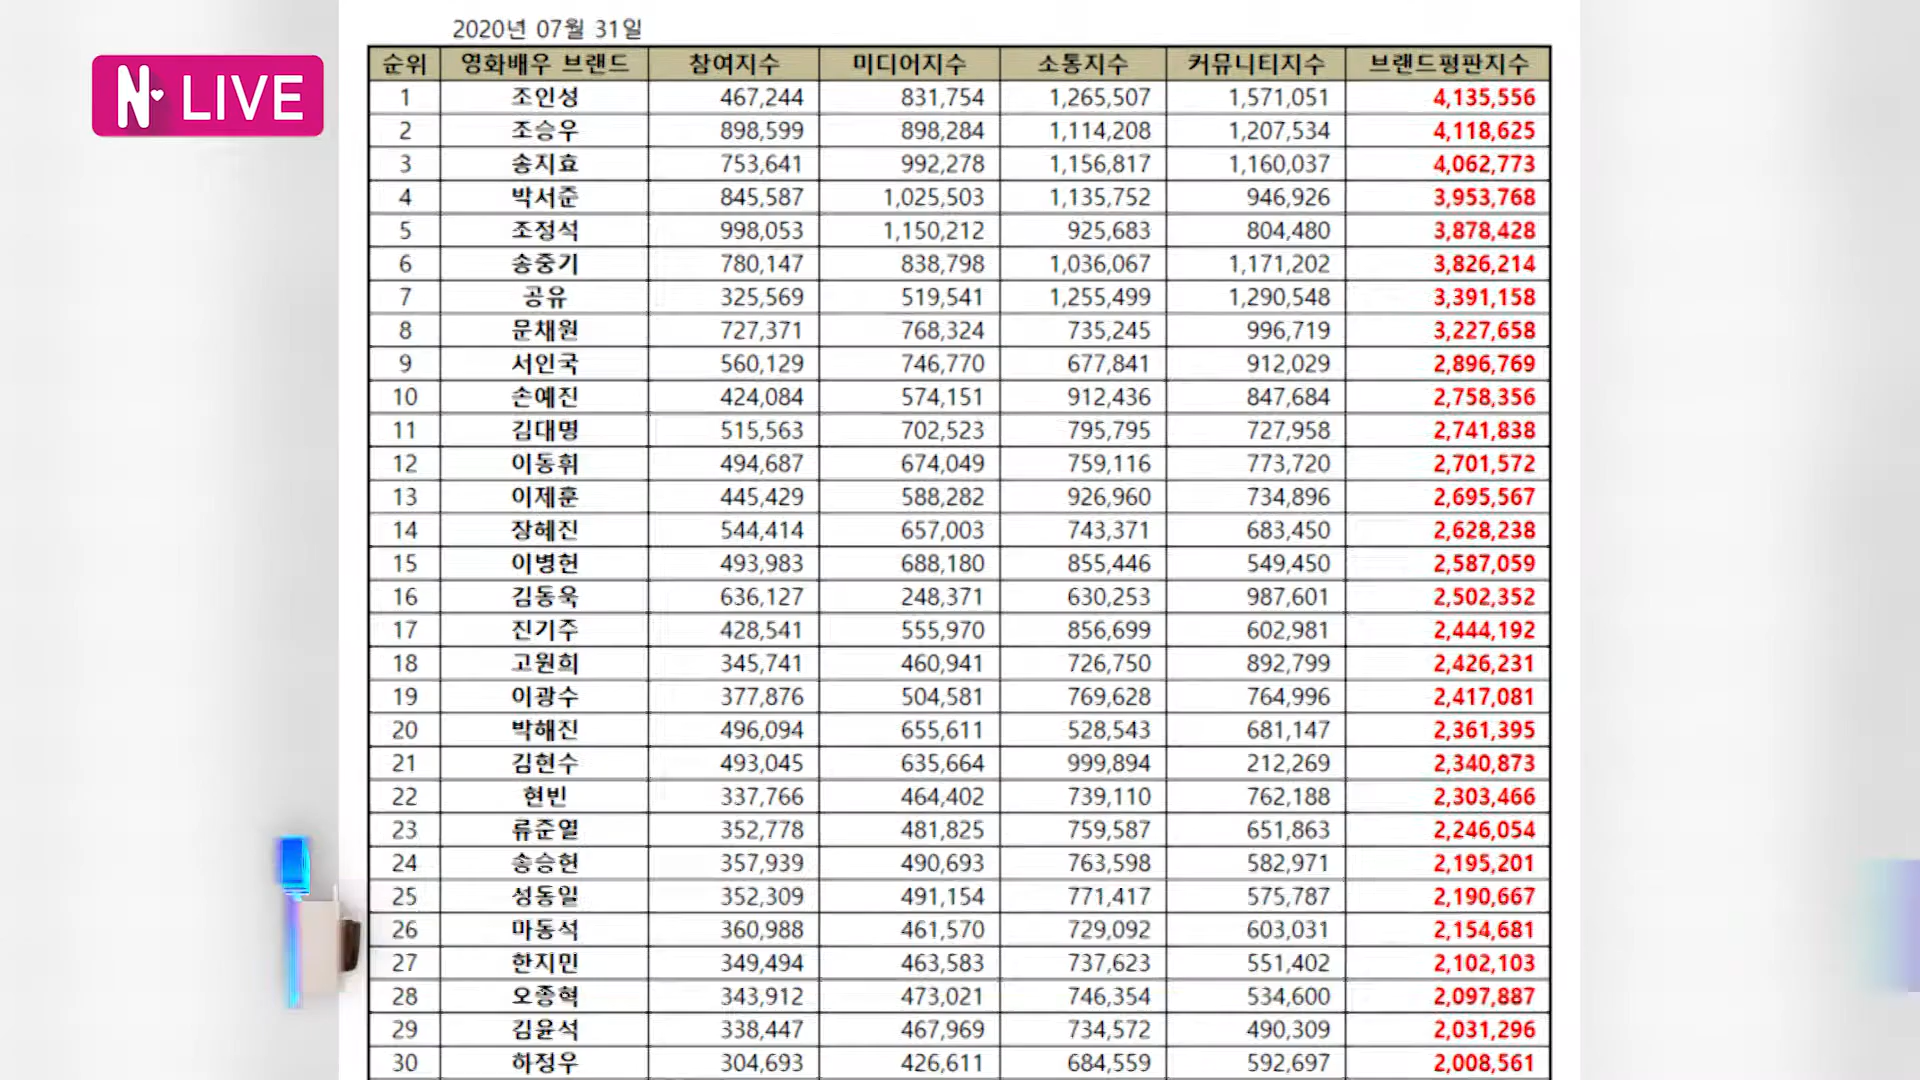 2020년 07월 31일
N LIVE
순위 영화배우 브랜드 참여지수 미디어지수 소통지수 커뮤니티지수 브랜드평판지수
1 조인성 467,244 831,754 1,265,507 1,571,051 4,135,556
2 조승우 898,599 898,284 1,114,208 1,207,534 4,118,625
3 송지효 753,641 992,278 1,156,817 1,160,037 4,062,773
4 박서준 845,587 1,025,503 1,135,752 946,926 3,953,768
5 조정석 998,053 1,150,212 925,683 804,480 3,878,428
6 송중기 780,147 838,798 1,036,067 1,171,202 3,826,214
7 공유 325,569 519,541 1,255,499 1,290,548 3,391,158
8 문채원 727,371 768,324 735,245 996,719 3,227,658
9 서인국 560,129 746,770 677,841 912,029 2,896,769
10 손예진 424,084 574,151 912,436 847,684 2,758,356
11 김대명 515,563 702,523 795,795 727,958 2,741,838
12 이동휘 494,687 674,049 759,116 773,720 2,701,572
13 이제훈 445,429 588,282 926,960 734,896 2,695,567
14 장혜진 544,414 657,003 743,371 683,450 2,628,238
15 이병헌 493,983 688,180 855,446 549,450 2,587,059
16 김동욱 636,127 248,371 630,253 987,601 2,502,352
17 진기주 428,541 555,970 856,699 602,981 2,444,192
18 고원희 345,741 460,941 726,750 892,799 2,426,231
19 이광수 377,876 504,581 769,628 764,996 2,417,081
20 박해진 496,094 655,611 528,543 681,147 2,361,395
21 김현수 493,045 635,664 999,894 212,269 2,340,873
22 현빈 337,766 464,402 739,110 762,188 2,303,466
23 류준열 352,778 481,825 759,587 651,863 2,246,054
24 송승헌 357,939 490,693 763,598 582,971 2,195,201
25 성동일 352,309 491,154 771,417 575,787 2,190,667
26 마동석 360,988 461,570 729,092 603,031 2,154,681
27 한지민 349,494 463,583 737,623 551,402 2,102,103
28 오종혁 343,912 473,021 746,354 534,600 2,097,887
29 김윤석 338,447 467,969 734,572 490,309 2,031,296
30 하정우 304,693 426,611 684,559 592,697 2,008,561